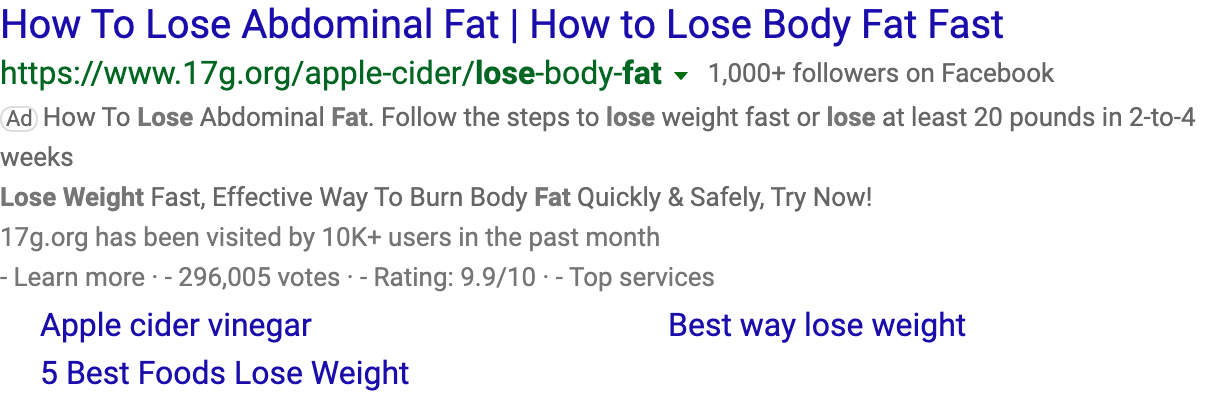 How To Lose Abdominal Fat | How to Lose Body Fat Fast
https://www.17g.org/apple-cider/lose-body-fat 1,000+ followers on Facebook
Ad How To Lose Abdominal Fat. Follow the steps to lose weight fast or lose at least 20 pounds in 2-to-4
weeks
Lose Weight Fast, Effective Way To Burn Body Fat Quickly & Safely, Try Now!
17g.org has been visited by 10K+ users in the past month
- Learn more · - 296,005 votes · - Rating: 9.9/10 · - Top services
Apple cider vinegar Best way lose weight
5 Best Foods Lose Weight